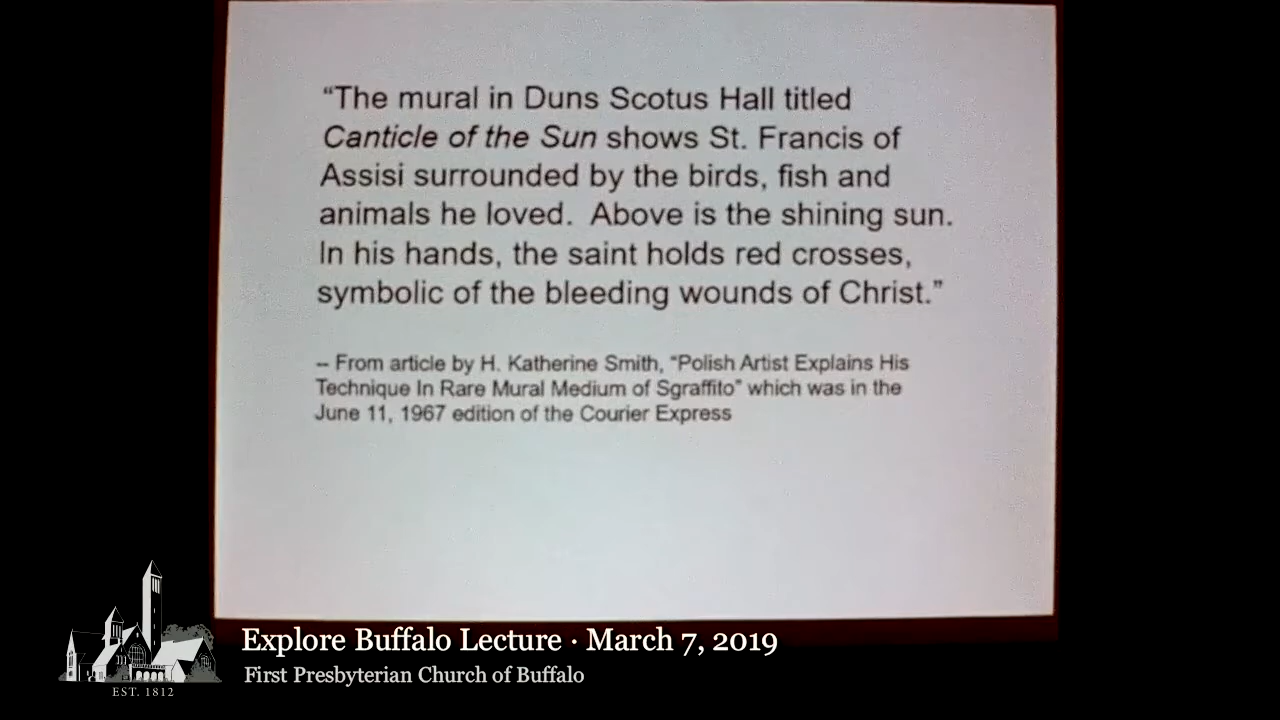 “The mural in Duns Scotus Hall titled
Canticle of the Sun shows St. Francis of
Assisi surrounded by the birds, fish and
animals he loved.  Above is the shining sun.
In his hands, the saint holds red crosses,
symbolic of the bleeding wounds of Christ.”
-- From article by H. Katherine Smith, “Polish Artist Explains His
Technique In Rare Mural Medium of Sgraffito” which was in the
June 11, 1967 edition of the Courier Express
Explore Buffalo Lecture · March 7, 2019
First Presbyterian Church of Buffalo
EST. 1812